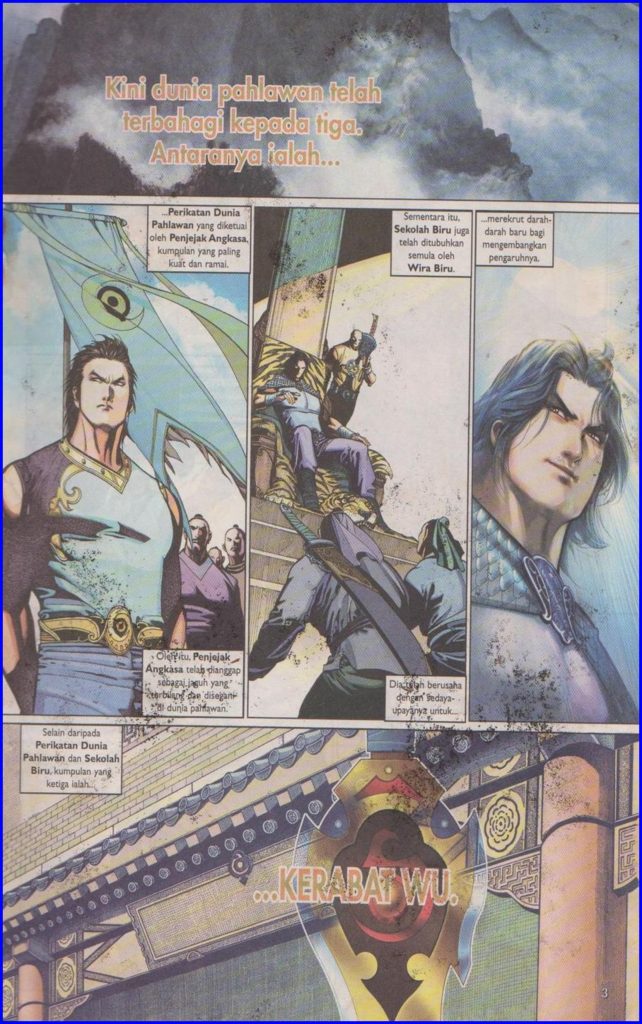 Kini dunia pahlawan telah
terbahagi kepada tiga.
Antaranya ialah...
...Perikatan Dunia
Pahlawan yang diketuai
oleh Penjejak Angkasa,
kumpulan yang paling
kuat dan ramai.
Oleh itu, Penjejak
Angkasa telah dianggap
sebagai jaguh yang
terbilang dan disegani
di dunia pahlawan.
Sementara itu,
Sekolah Biru juga
telah ditubuhkan
semula oleh
Wira Biru.
Dia telah berusaha
dengan sedaya-
upayanya untuk...
...merekrut darah-
darah baru bagi
mengembangkan
pengaruhnya.
Selain daripada
Perikatan Dunia
Pahlawan dan Sekolah
Biru, kumpulan yang
ketiga ialah...
...KERABAT WU.
3